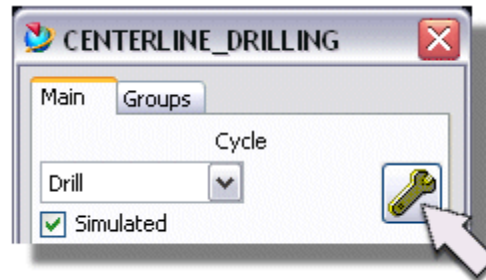 CENTERLINE_DRILLING
Main Groups
Cycle
Drill
Simulated